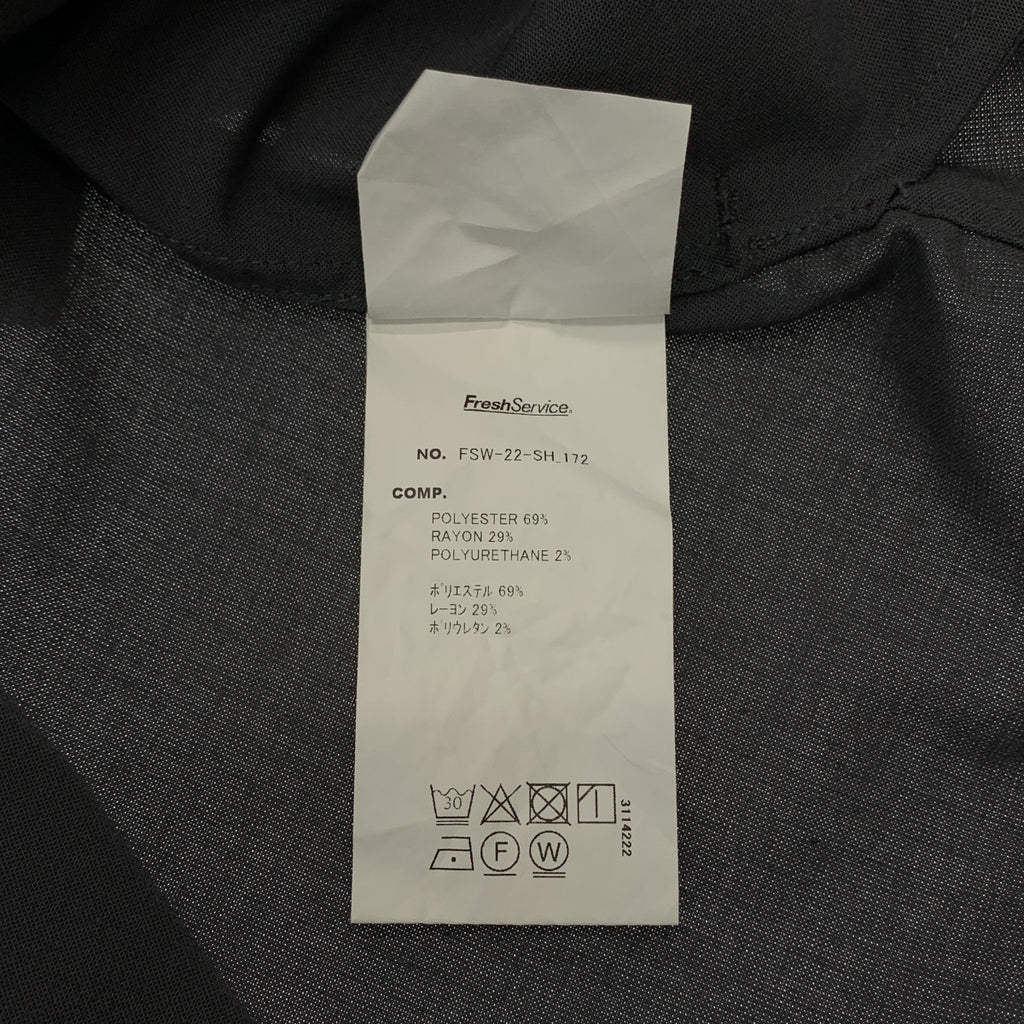 FreshService®
NO. FSW-22-SH_172
COMP.
POLYESTER 69%
RAYON 29%
POLYURETHANE 2%
ポリエステル 69%
レーヨン 29%
ポリウレタン 2%
30
3114222
F W